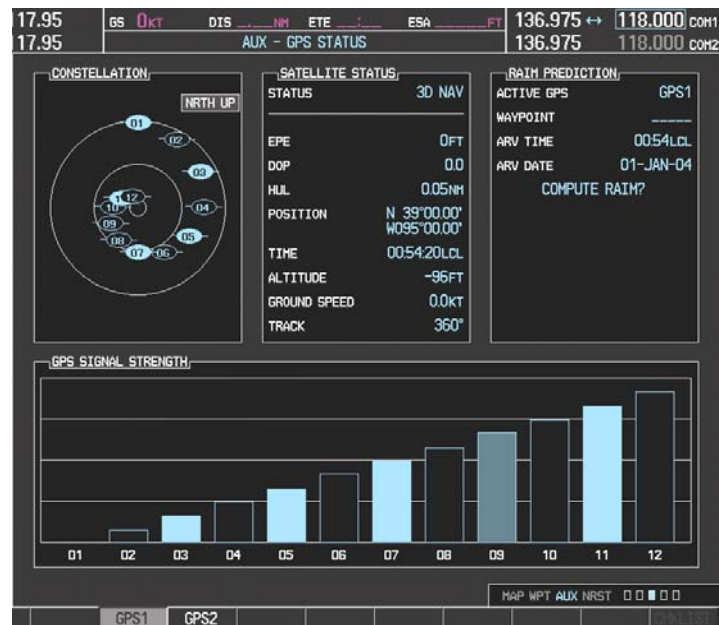 17.95 GS 0KT DIS __.__NM ETE __:__ ESA _____FT 136.975 ↔ 118.000 COM1
17.95 AUX - GPS STATUS 136.975 118.000 COM2
CONSTELLATION
NRTH UP
01
02
03
12
10
04
09
08
05
07 06
SATELLITE STATUS
STATUS 3D NAV
EPE 0FT
DOP 0.0
HUL 0.05NM
POSITION N 39°00.00'
W095°00.00'
TIME 00:54:20LCL
ALTITUDE -96FT
GROUND SPEED 0.0KT
TRACK 360°
RAIM PREDICTION
ACTIVE GPS GPS1
WAYPOINT _____
ARV TIME 00:54LCL
ARV DATE 01-JAN-04
COMPUTE RAIM?
GPS SIGNAL STRENGTH
01 02 03 04 05 06 07 08 09 10 11 12
MAP WPT AUX NRST
GPS1 GPS2 CHKLIST